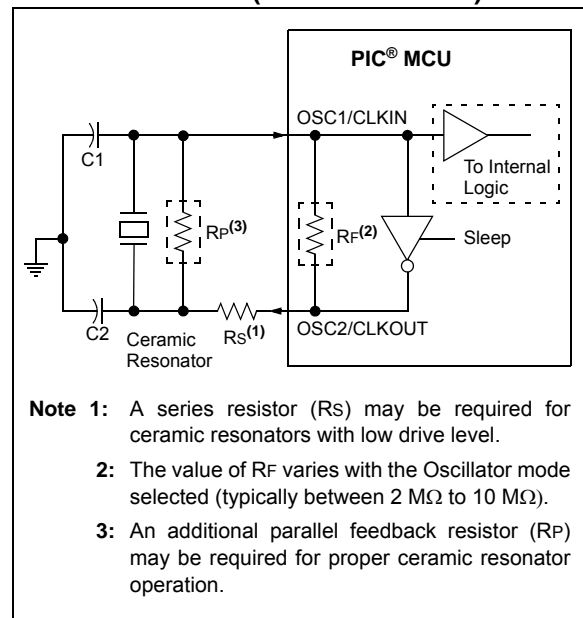 PIC® MCU
OSC1/CLKIN
C1
To Internal
Logic
RP(3)
RF(2)
Sleep
C2
Ceramic
Resonator
RS(1)
OSC2/CLKOUT
Note 1: A series resistor (RS) may be required for
ceramic resonators with low drive level.
2: The value of RF varies with the Oscillator mode
selected (typically between 2 MΩ to 10 MΩ).
3: An additional parallel feedback resistor (RP)
may be required for proper ceramic resonator
operation.